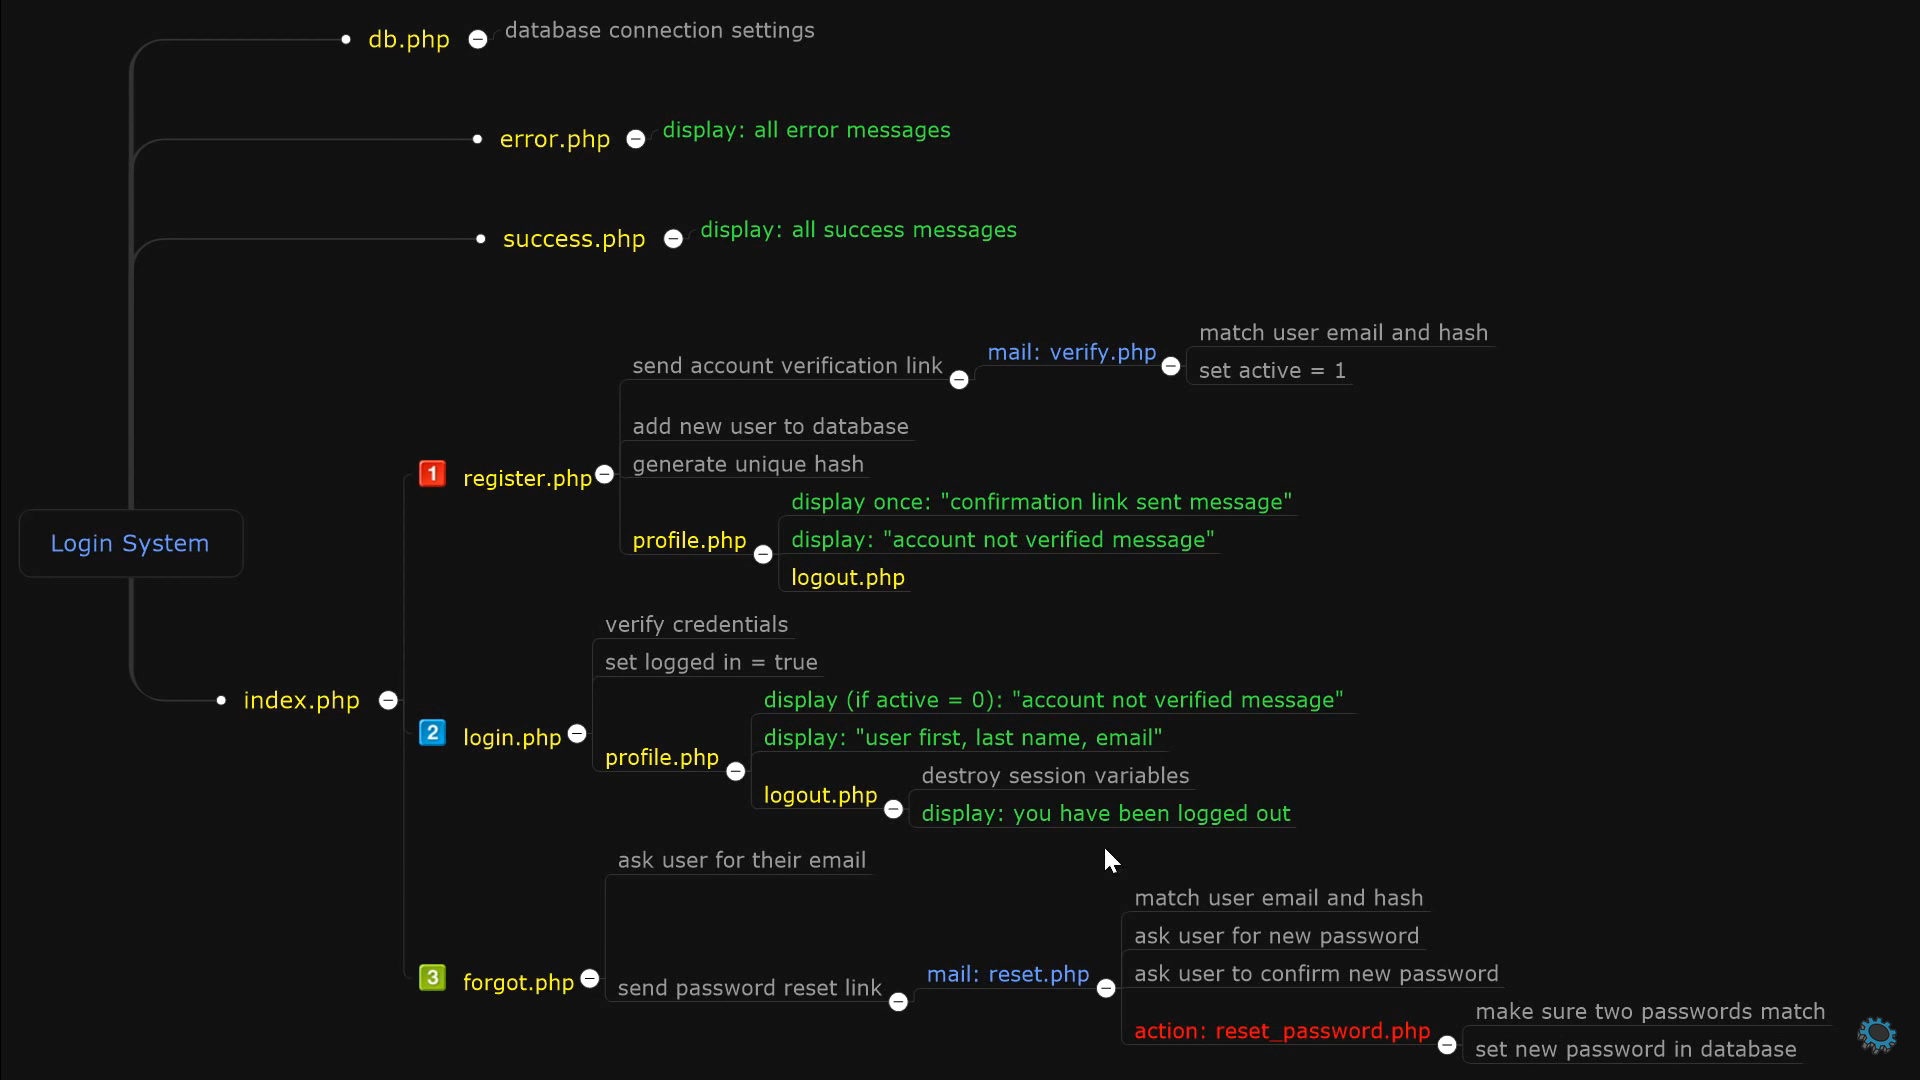 db.php
database connection settings
error.php
display: all error messages
success.php
display: all success messages
Login System
index.php
1
register.php
send account verification link
mail: verify.php
match user email and hash
set active = 1
add new user to database
generate unique hash
profile.php
display once: "confirmation link sent message"
display: "account not verified message"
logout.php
2
login.php
verify credentials
set logged in = true
profile.php
display (if active = 0): "account not verified message"
display: "user first, last name, email"
logout.php
destroy session variables
display: you have been logged out
3
forgot.php
ask user for their email
send password reset link
mail: reset.php
match user email and hash
ask user for new password
ask user to confirm new password
action: reset_password.php
make sure two passwords match
set new password in database